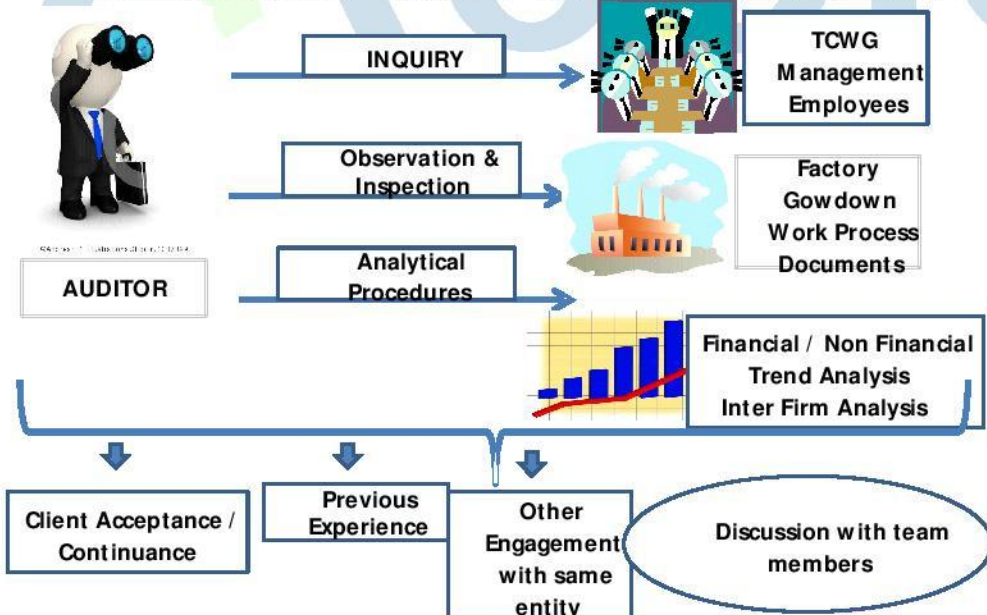 INQUIRY
TCWG
Management
Employees
Observation &
Inspection
Factory
Gowdown
Work Process
Documents
AUDITOR
Analytical
Procedures
Financial / Non Financial
Trend Analysis
Inter Firm Analysis
Client Acceptance /
Continuance
Previous
Experience
Other
Engagement
with same
entity
Discussion with team
members